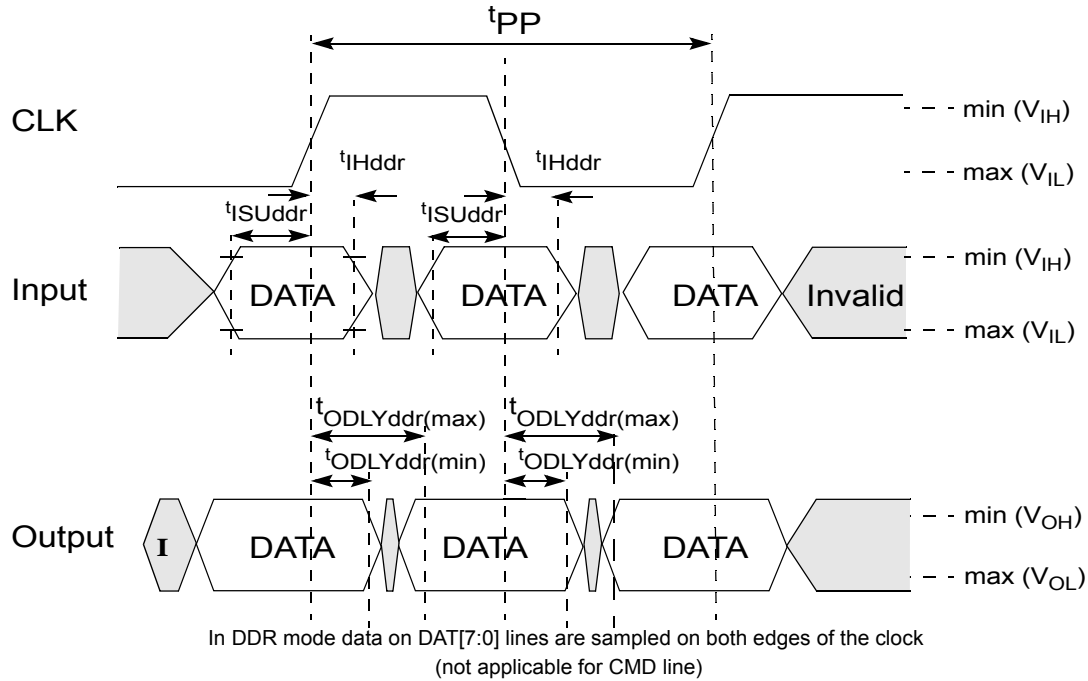 tPP
CLK
min (VIH)
max (VIL)
tIHddr
tIHddr
tISUddr
tISUddr
Input
DATA
DATA
DATA
Invalid
min (VIH)
max (VIL)
tODLYddr(max)
tODLYddr(max)
tODLYddr(min)
tODLYddr(min)
Output
I
DATA
DATA
DATA
min (VOH)
max (VOL)
In DDR mode data on DAT[7:0] lines are sampled on both edges of the clock
(not applicable for CMD line)